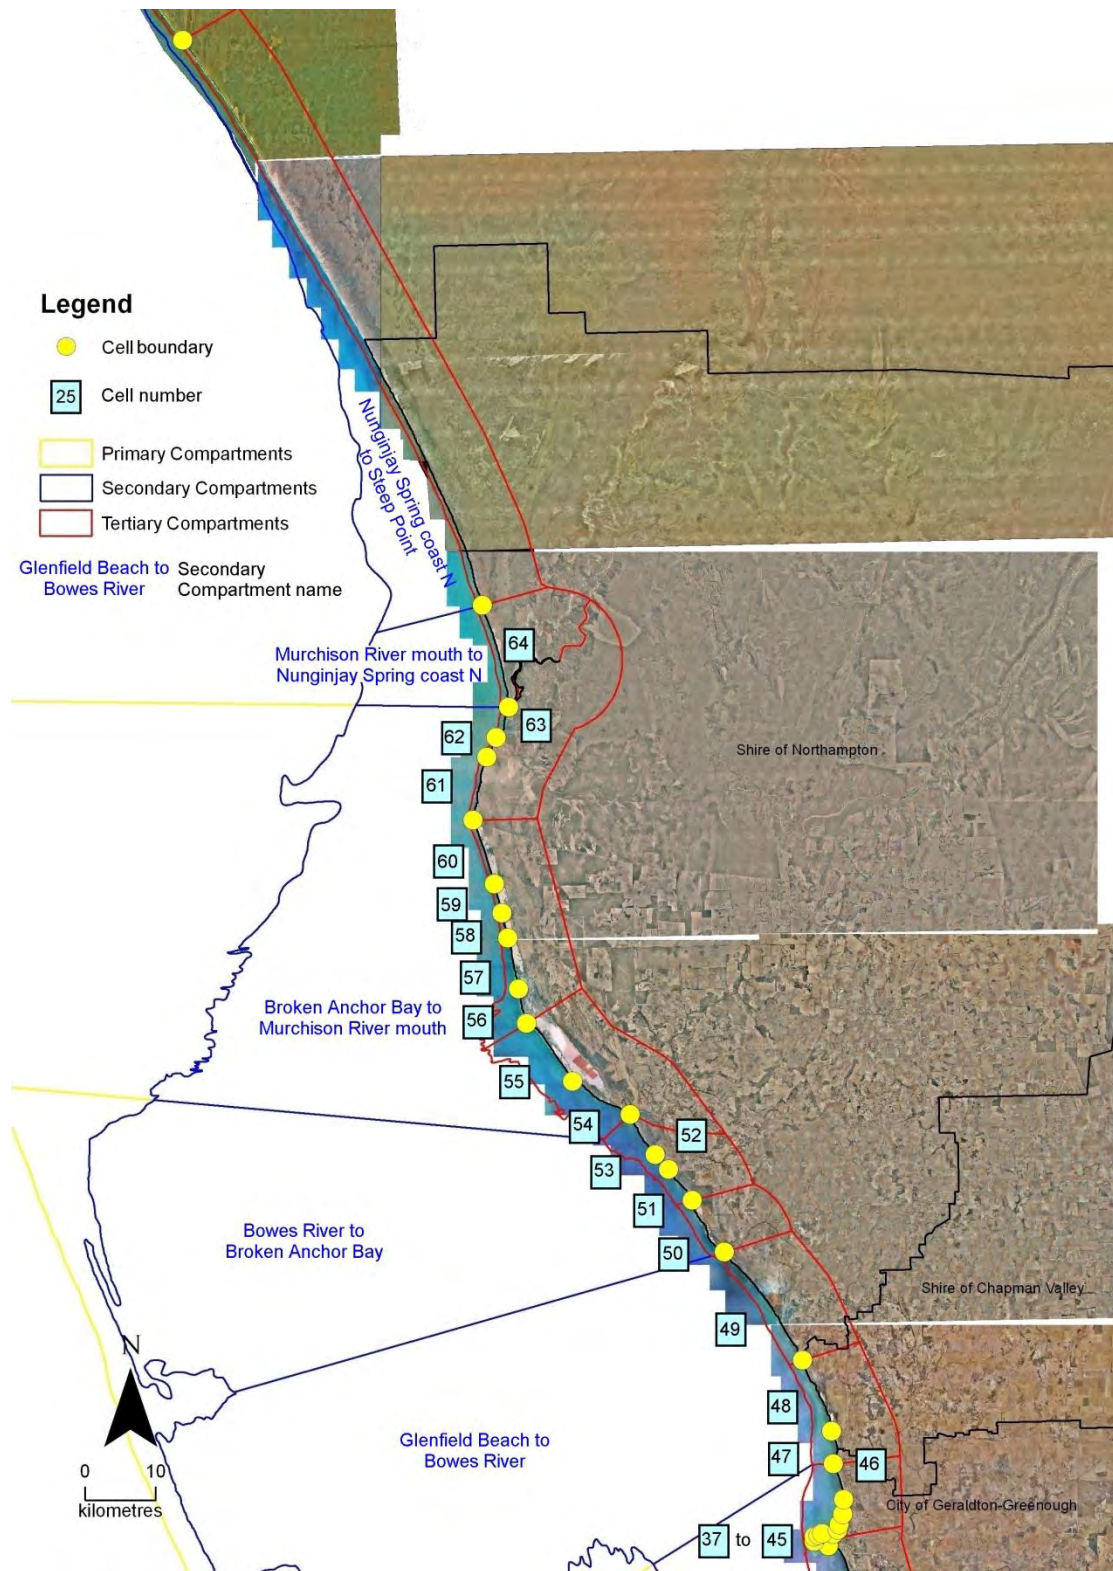 Legend
Cell boundary
25
Cell number
Primary Compartments
Secondary Compartments
Tertiary Compartments
Glenfield Beach to
Bowes River
Secondary
Compartment name
Nunginjay Spring coast N
to Steep Point
64
Murchison River mouth to
Nunginjay Spring coast N
63
62
Shire of Northampton
61
60
59
58
57
Broken Anchor Bay to
Murchison River mouth
56
55
54
52
53
51
Bowes River to
Broken Anchor Bay
50
Shire of Chapman Valley
49
N
48
Glenfield Beach to
Bowes River
47
46
0 10
kilometres
City of Geraldton-Greenough
37 to 45